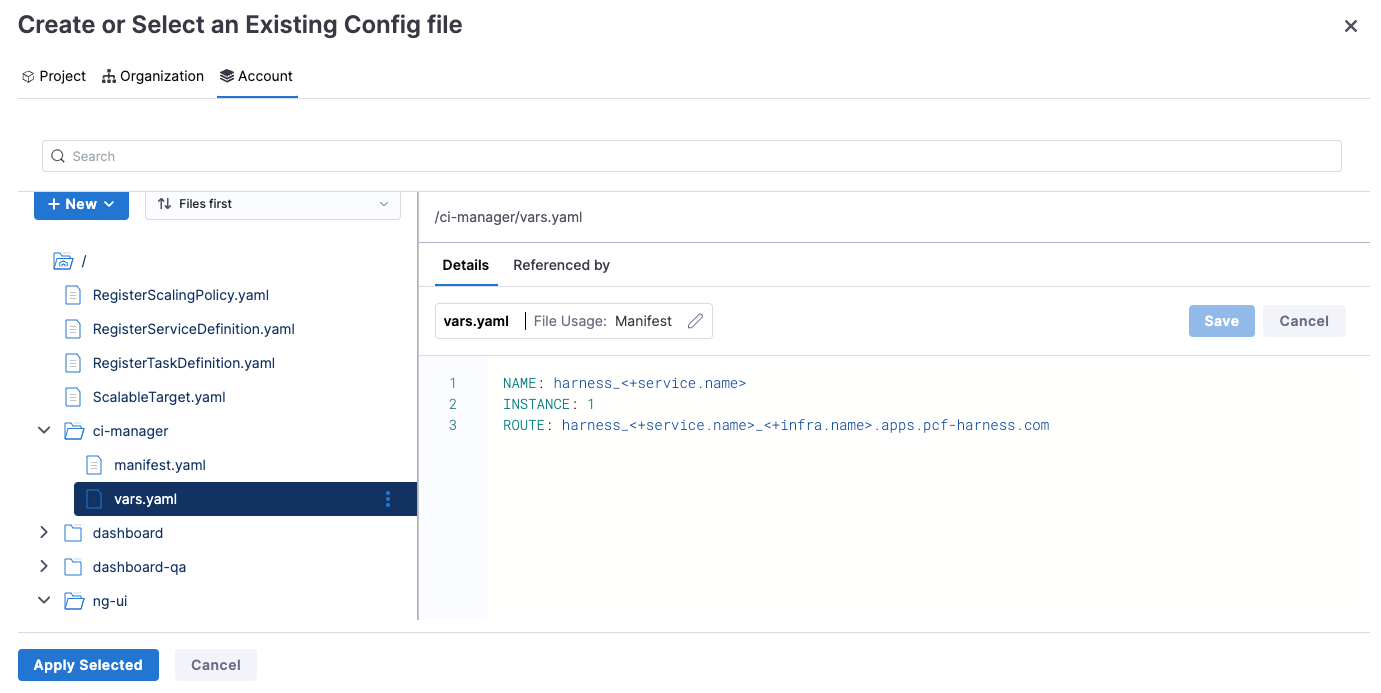 Create or Select an Existing Config file
Project Organization Account
Search
+ New Files first
/
RegisterScalingPolicy.yaml
RegisterServiceDefinition.yaml
RegisterTaskDefinition.yaml
ScalableTarget.yaml
ci-manager
manifest.yaml
vars.yaml
dashboard
dashboard-qa
ng-ui
/ci-manager/vars.yaml
Details Referenced by
vars.yaml | File Usage: Manifest Save Cancel
1 NAME: harness_<+service.name>
2 INSTANCE: 1
3 ROUTE: harness_<+service.name>_<+infra.name>.apps.pcf-harness.com
Apply Selected Cancel